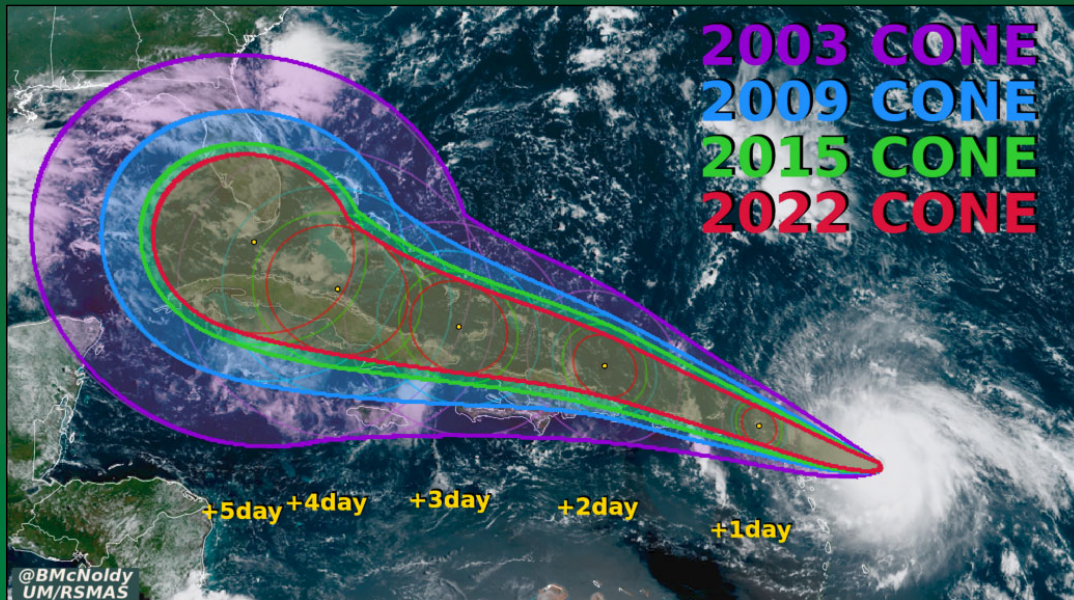 2003 CONE
2009 CONE
2015 CONE
2022 CONE
+5day
+4day
+3day
+2day
+1day
@BMcNoldy
UM/RSMAS